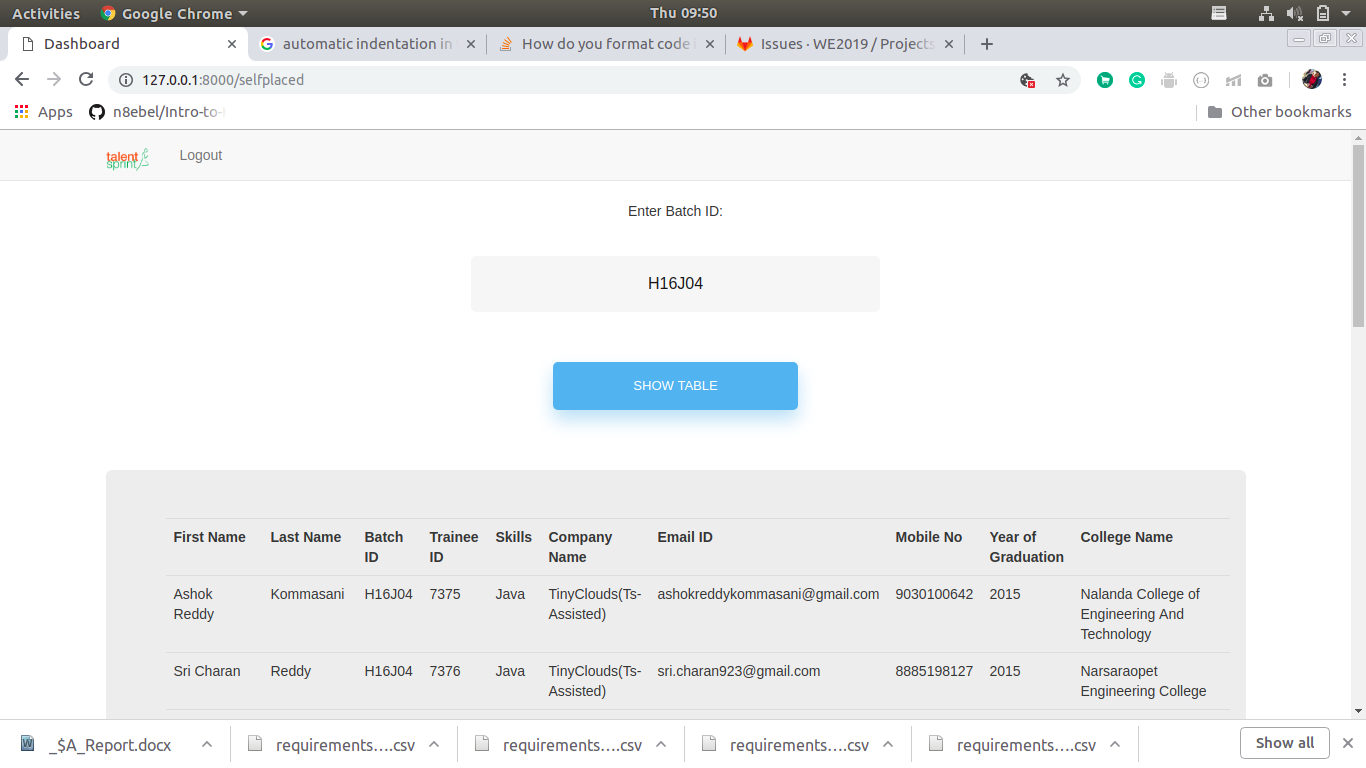 Activities Google Chrome Thu 09:50
Dashboard automatic indentation in How do you format code Issues · WE2019 / Projects
127.0.0.1:8000/selfplaced
Apps n8ebel/Intro-to- Other bookmarks
talent
sprint
Logout
Enter Batch ID:
H16J04
SHOW TABLE
First Name Last Name Batch ID Trainee ID Skills Company Name Email ID Mobile No Year of Graduation College Name
Ashok Reddy Kommasani H16J04 7375 Java TinyClouds(Ts-Assisted) ashokreddykommasani@gmail.com 9030100642 2015 Nalanda College of Engineering And Technology
Sri Charan Reddy H16J04 7376 Java TinyClouds(Ts-Assisted) sri.charan923@gmail.com 8885198127 2015 Narsaraopet Engineering College
_$A_Report.docx requirements....csv requirements....csv requirements....csv requirements....csv Show all